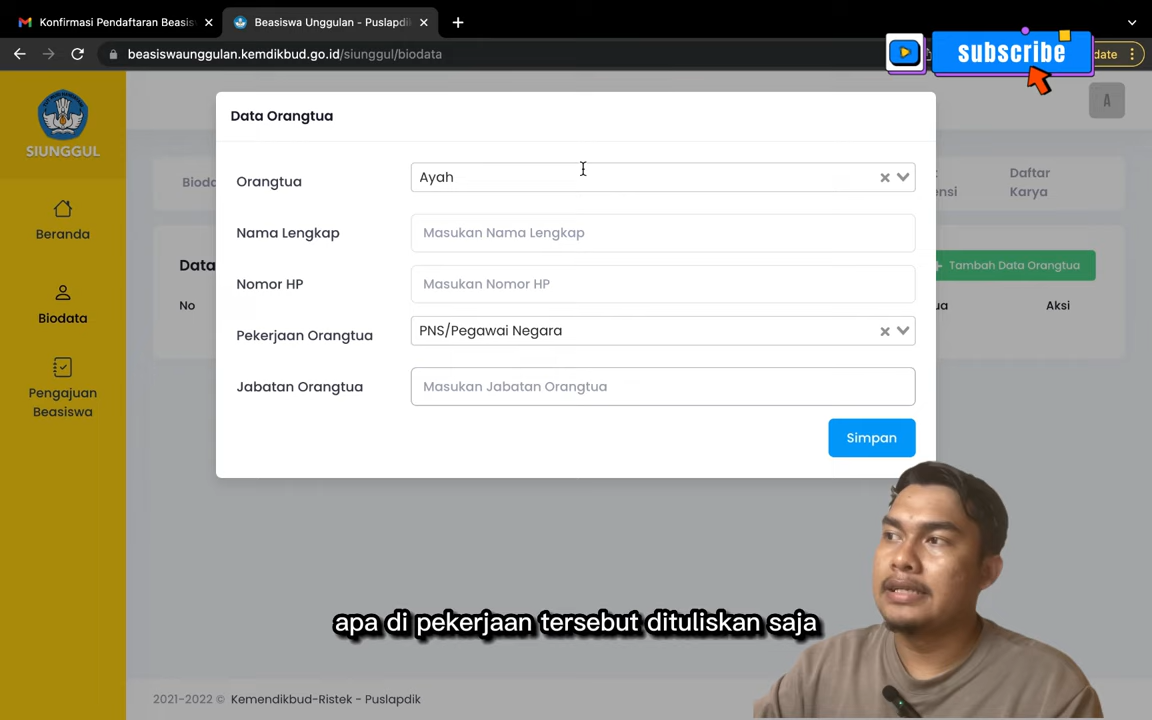 Konfirmasi Pendaftaran Beasis
Beasiswa Unggulan - Puslapdik
beasiswaunggulan.kemdikbud.go.id/siunggul/biodata
subscribe
date
SIUNGGUL
Beranda
Biodata
Pengajuan
Beasiswa
A
Data Orangtua
Orangtua
Ayah
Nama Lengkap
Masukan Nama Lengkap
Nomor HP
Masukan Nomor HP
Pekerjaan Orangtua
PNS/Pegawai Negara
Jabatan Orangtua
Masukan Jabatan Orangtua
Simpan
Bioda
Daftar
ensi
Karya
Data
Tambah Data Orangtua
No
ua
Aksi
apa di pekerjaan tersebut dituliskan saja
2021-2022 © Kemendikbud-Ristek - Puslapdik